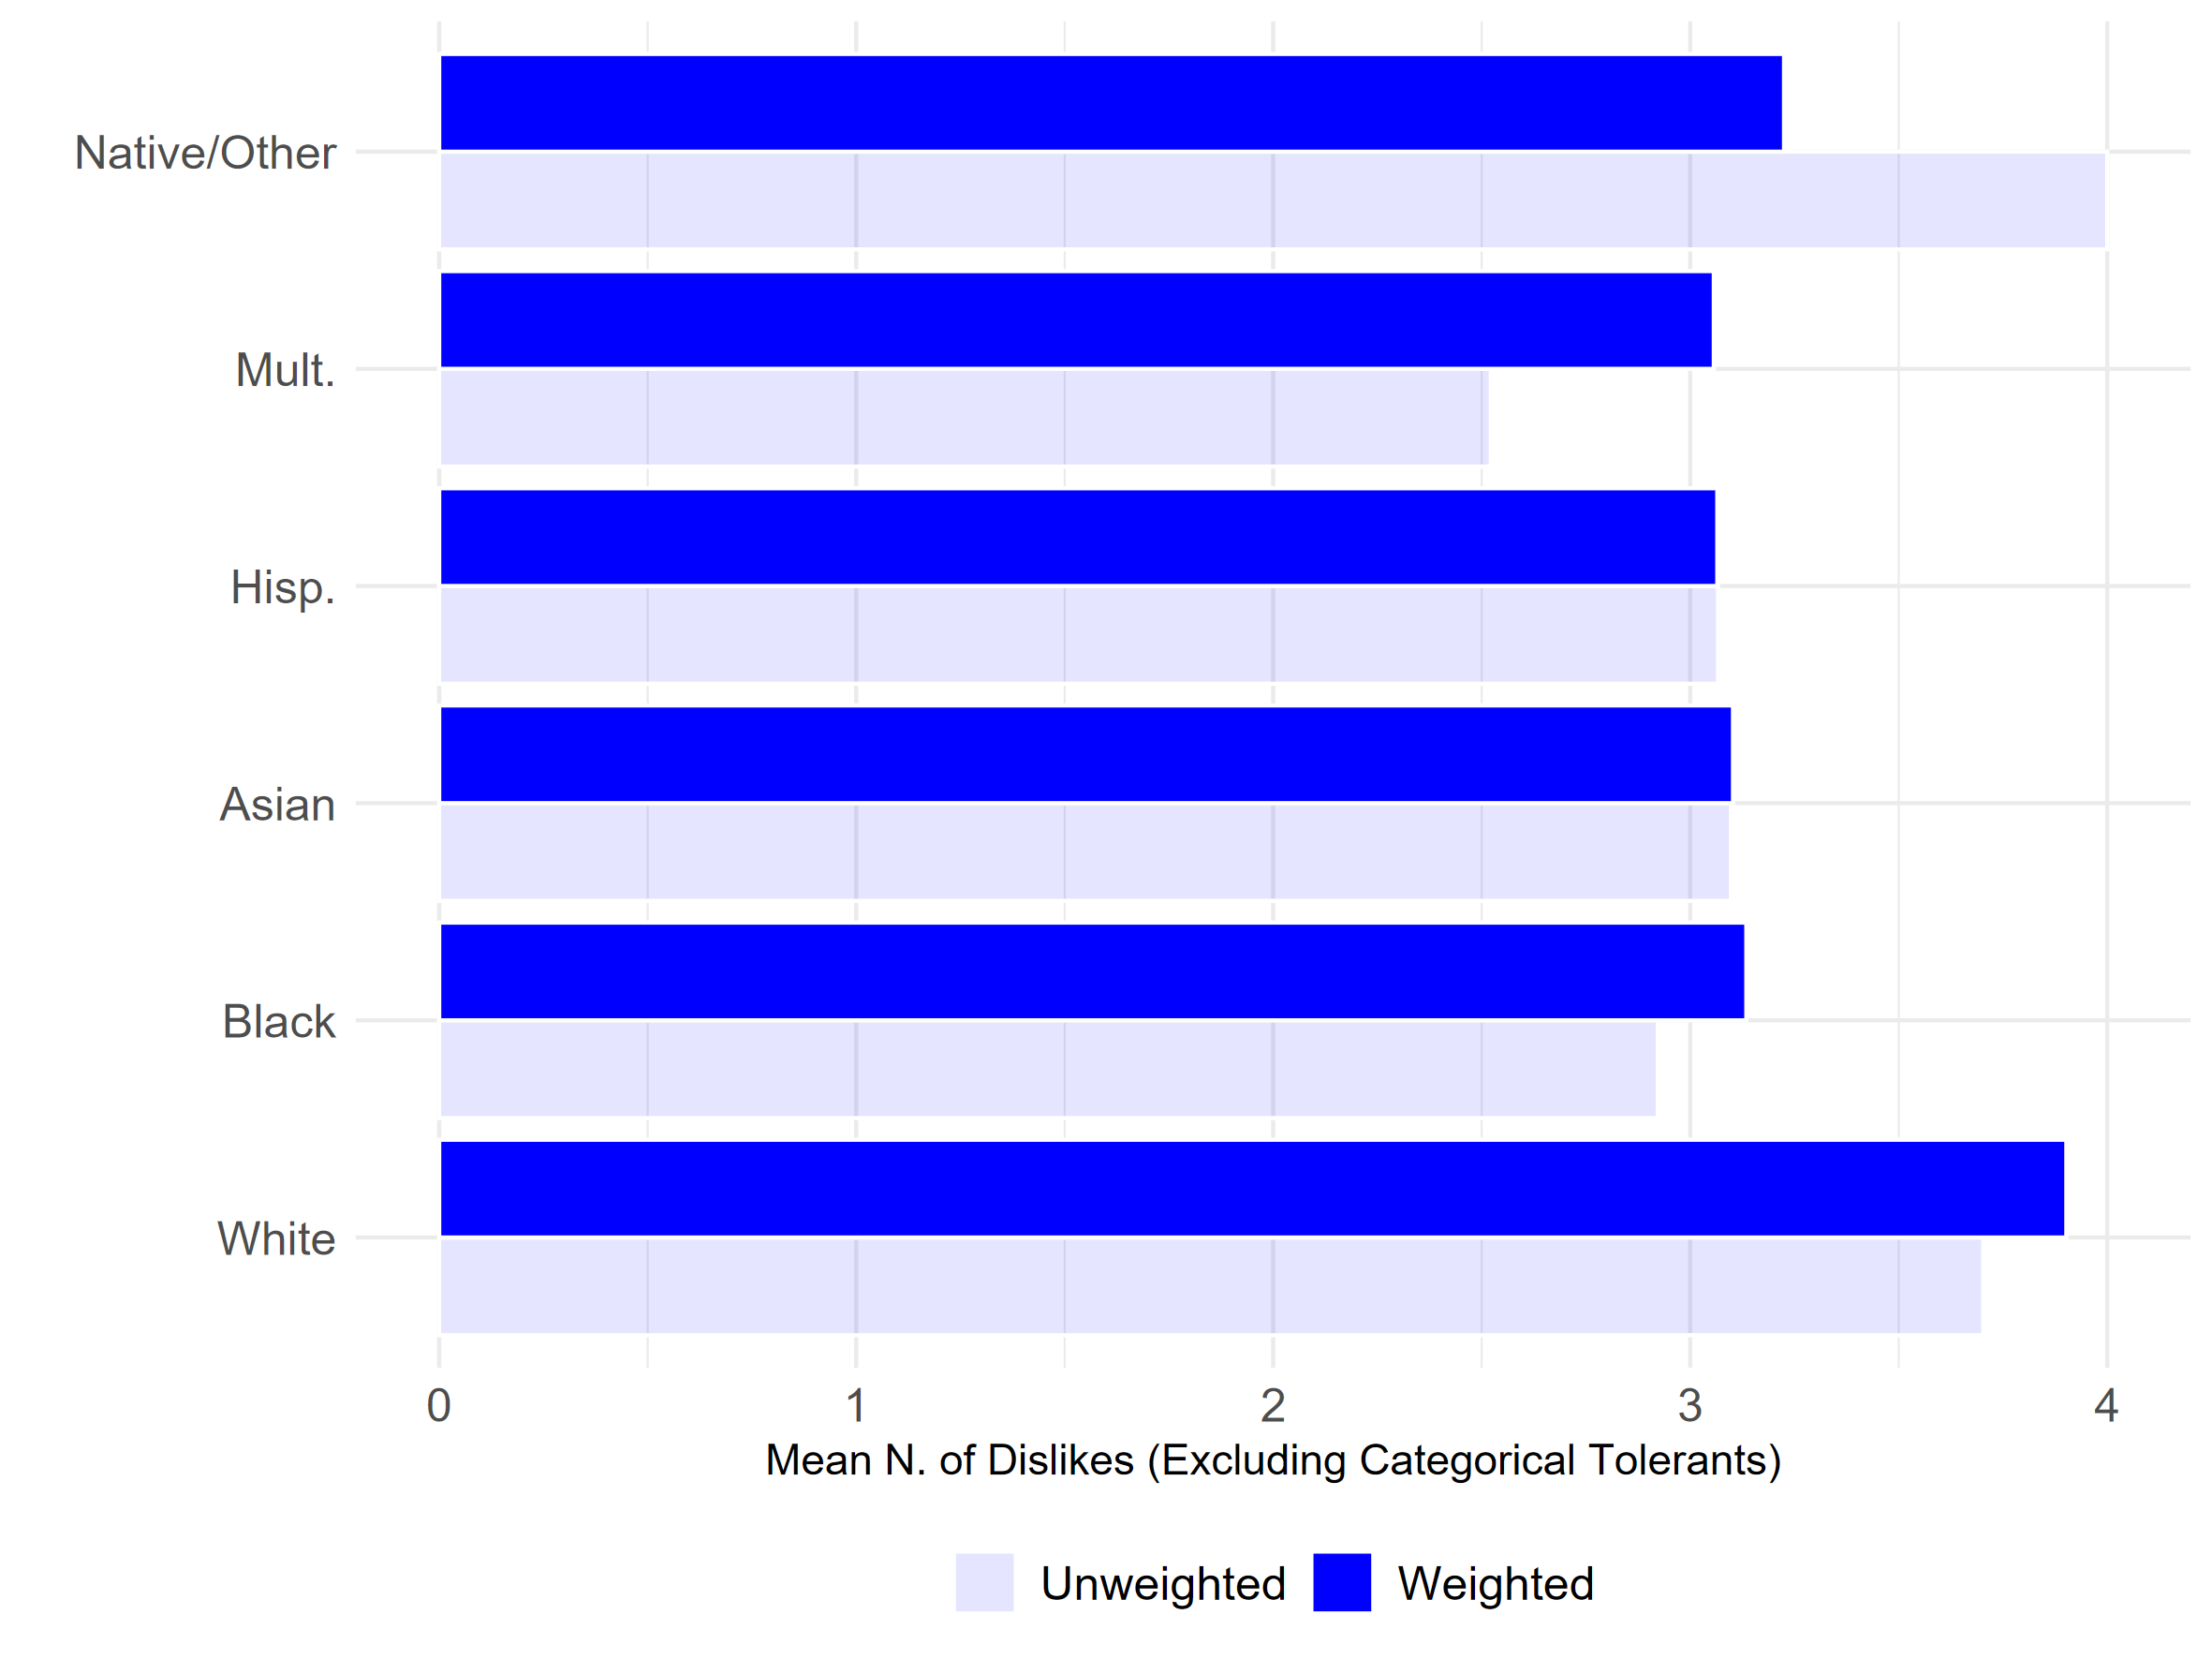 Native/Other
Mult.
Hisp.
Asian
Black
White
0 1 2 3 4
Mean N. of Dislikes (Excluding Categorical Tolerants)
Unweighted Weighted